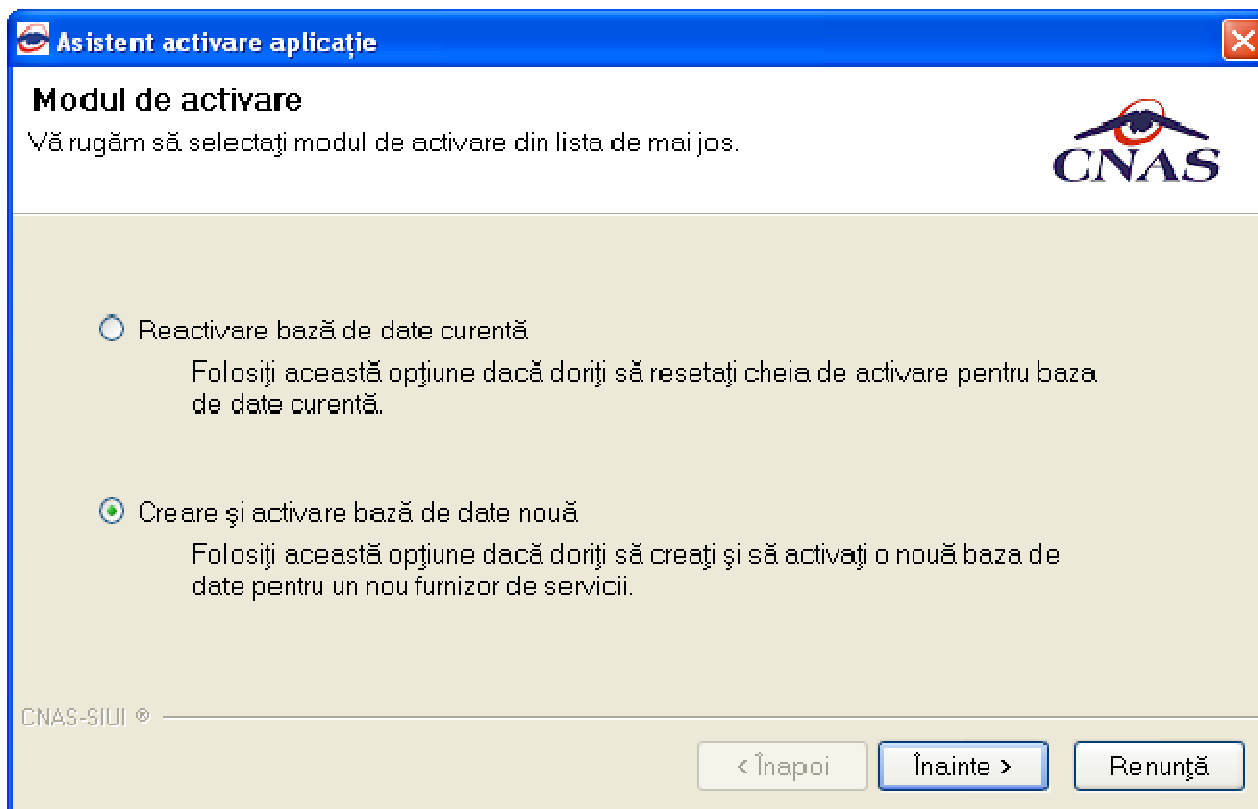 Asistent activare aplicație
Modul de activare
Vă rugăm să selectați modul de activare din lista de mai jos.
CNAS
Reactivare bază de date curentă
Folosiți această opțiune dacă doriți să resetați cheia de activare pentru baza
de date curentă.
Creare și activare bază de date nouă
Folosiți această opțiune dacă doriți să creați și să activați o nouă baza de
date pentru un nou furnizor de servicii.
CNAS-SIUI ®
< Înapoi
Înainte >
Renunță